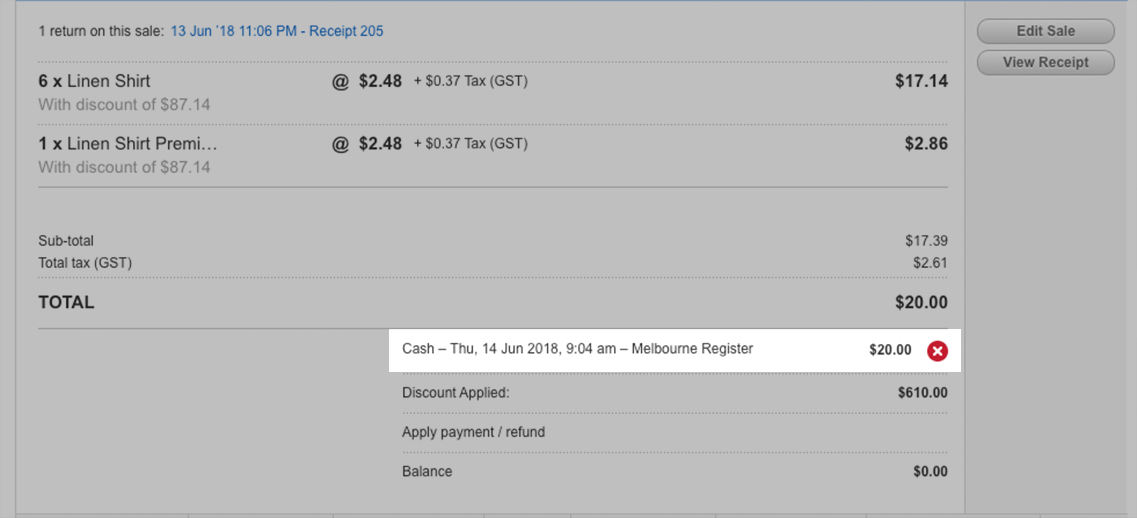 1 return on this sale: 13 Jun '18 11:06 PM - Receipt 205
Edit Sale
View Receipt
6 x Linen Shirt @ $2.48 + $0.37 Tax (GST) $17.14
With discount of $87.14
1 x Linen Shirt Premi... @ $2.48 + $0.37 Tax (GST) $2.86
With discount of $87.14
Sub-total $17.39
Total tax (GST) $2.61
TOTAL $20.00
Cash – Thu, 14 Jun 2018, 9:04 am – Melbourne Register $20.00
Discount Applied: $610.00
Apply payment / refund
Balance $0.00